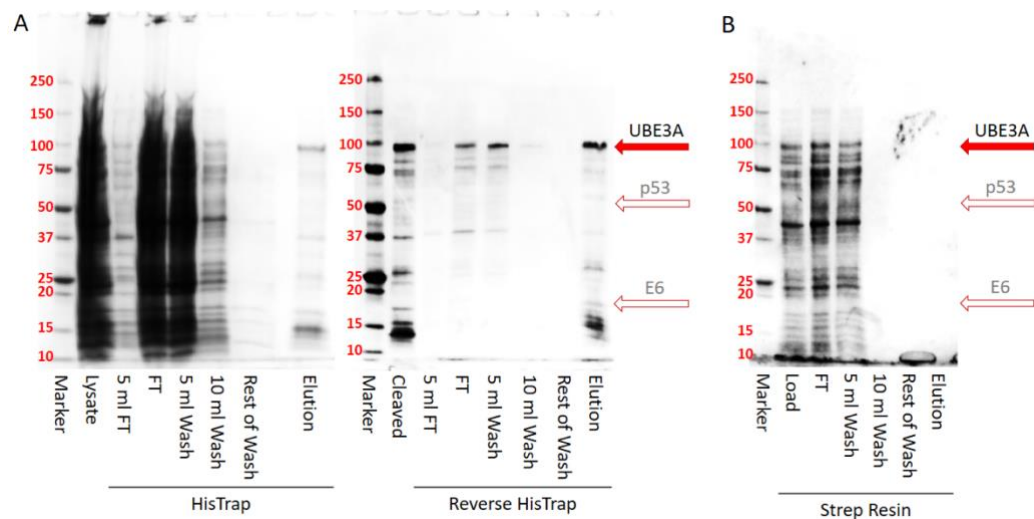 A
B
250
150
100
75
50
37
25
20
15
10
250
150
100
75
50
37
25
20
15
10
UBE3A
p53
E6
250
150
100
75
50
37
25
20
15
10
UBE3A
p53
E6
Marker
Lysate
5 ml FT
FT
5 ml Wash
10 ml Wash
Rest of Wash
Elution
Marker
Cleaved
5 ml FT
FT
5 ml Wash
10 ml Wash
Rest of Wash
Elution
Marker
Load
FT
5 ml Wash
10 ml Wash
Rest of Wash
Elution
HisTrap
Reverse HisTrap
Strep Resin